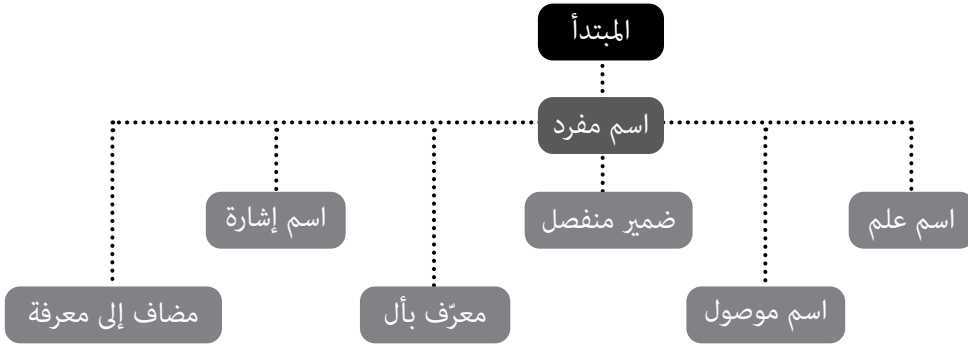 المبتدأ
اسم مفرد
اسم علم
ضمير منفصل
اسم إشارة
اسم موصول
معرّف بأل
مضاف إلى معرفة